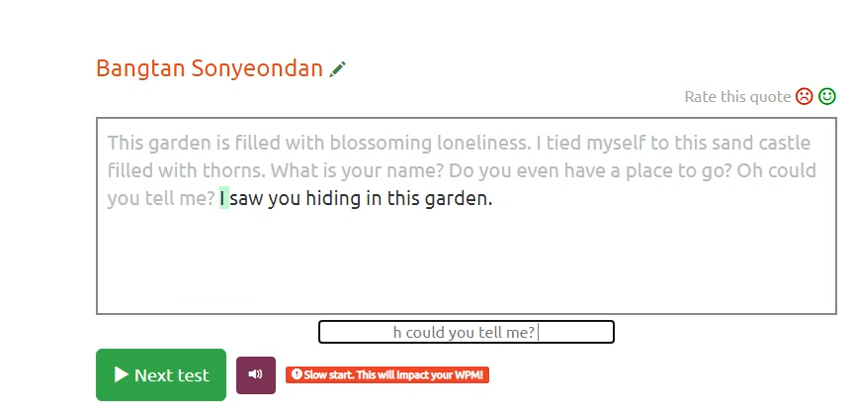 Bangtan Sonyeondan
Rate this quote
This garden is filled with blossoming loneliness. I tied myself to this sand castle
filled with thorns. What is your name? Do you even have a place to go? Oh could
you tell me? I saw you hiding in this garden.
h could you tell me?
Next test
Slow start. This will impact your WPM!